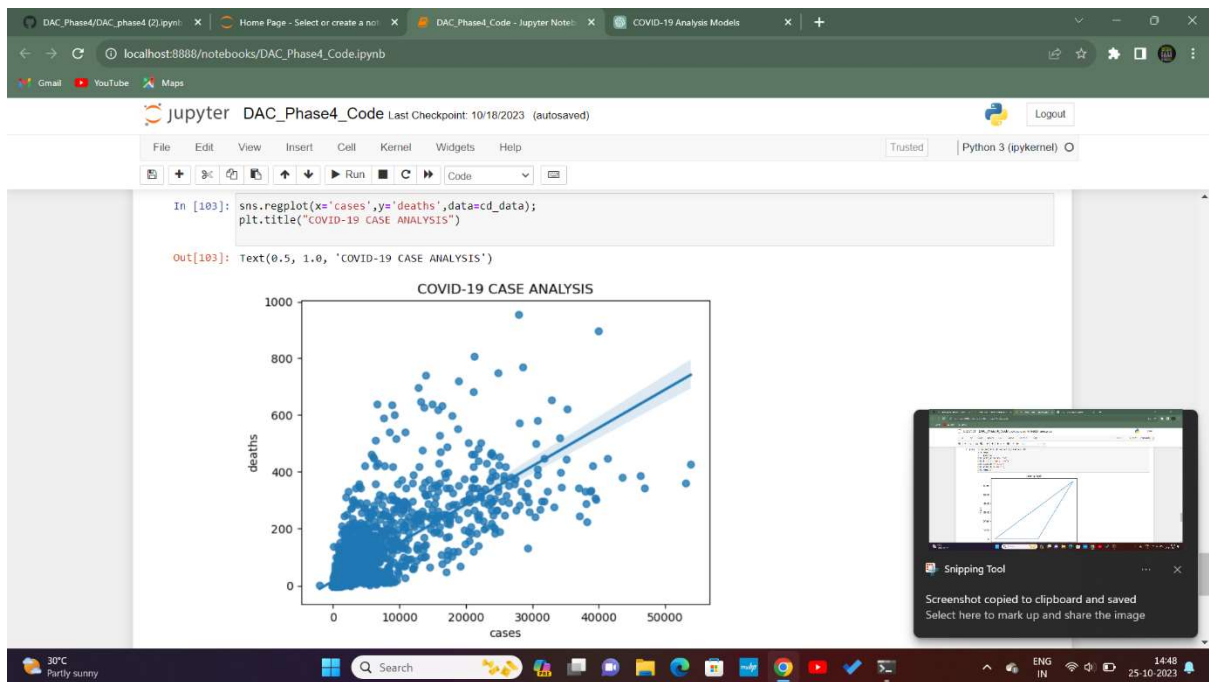 DAC_Phase4/DAC_phase4 (2).ipynb
Home Page - Select or create a not
DAC_Phase4_Code - Jupyter Noteb
COVID-19 Analysis Models
localhost:8888/notebooks/DAC_Phase4_Code.ipynb
Gmail YouTube Maps
jupyter DAC_Phase4_Code Last Checkpoint: 10/18/2023 (autosaved)
Logout
File Edit View Insert Cell Kernel Widgets Help
Trusted
Python 3 (ipykernel)
Run
Code
In [103]: sns.regplot(x='cases',y='deaths',data=cd_data);
plt.title("COVID-19 CASE ANALYSIS")
Out[103]: Text(0.5, 1.0, 'COVID-19 CASE ANALYSIS')
COVID-19 CASE ANALYSIS
1000
800
600
400
200
0
deaths
0 10000 20000 30000 40000 50000
cases
Snipping Tool
Screenshot copied to clipboard and saved
Select here to mark up and share the image
30°C
Partly sunny
Search
ENG
IN
14:48
25-10-2023